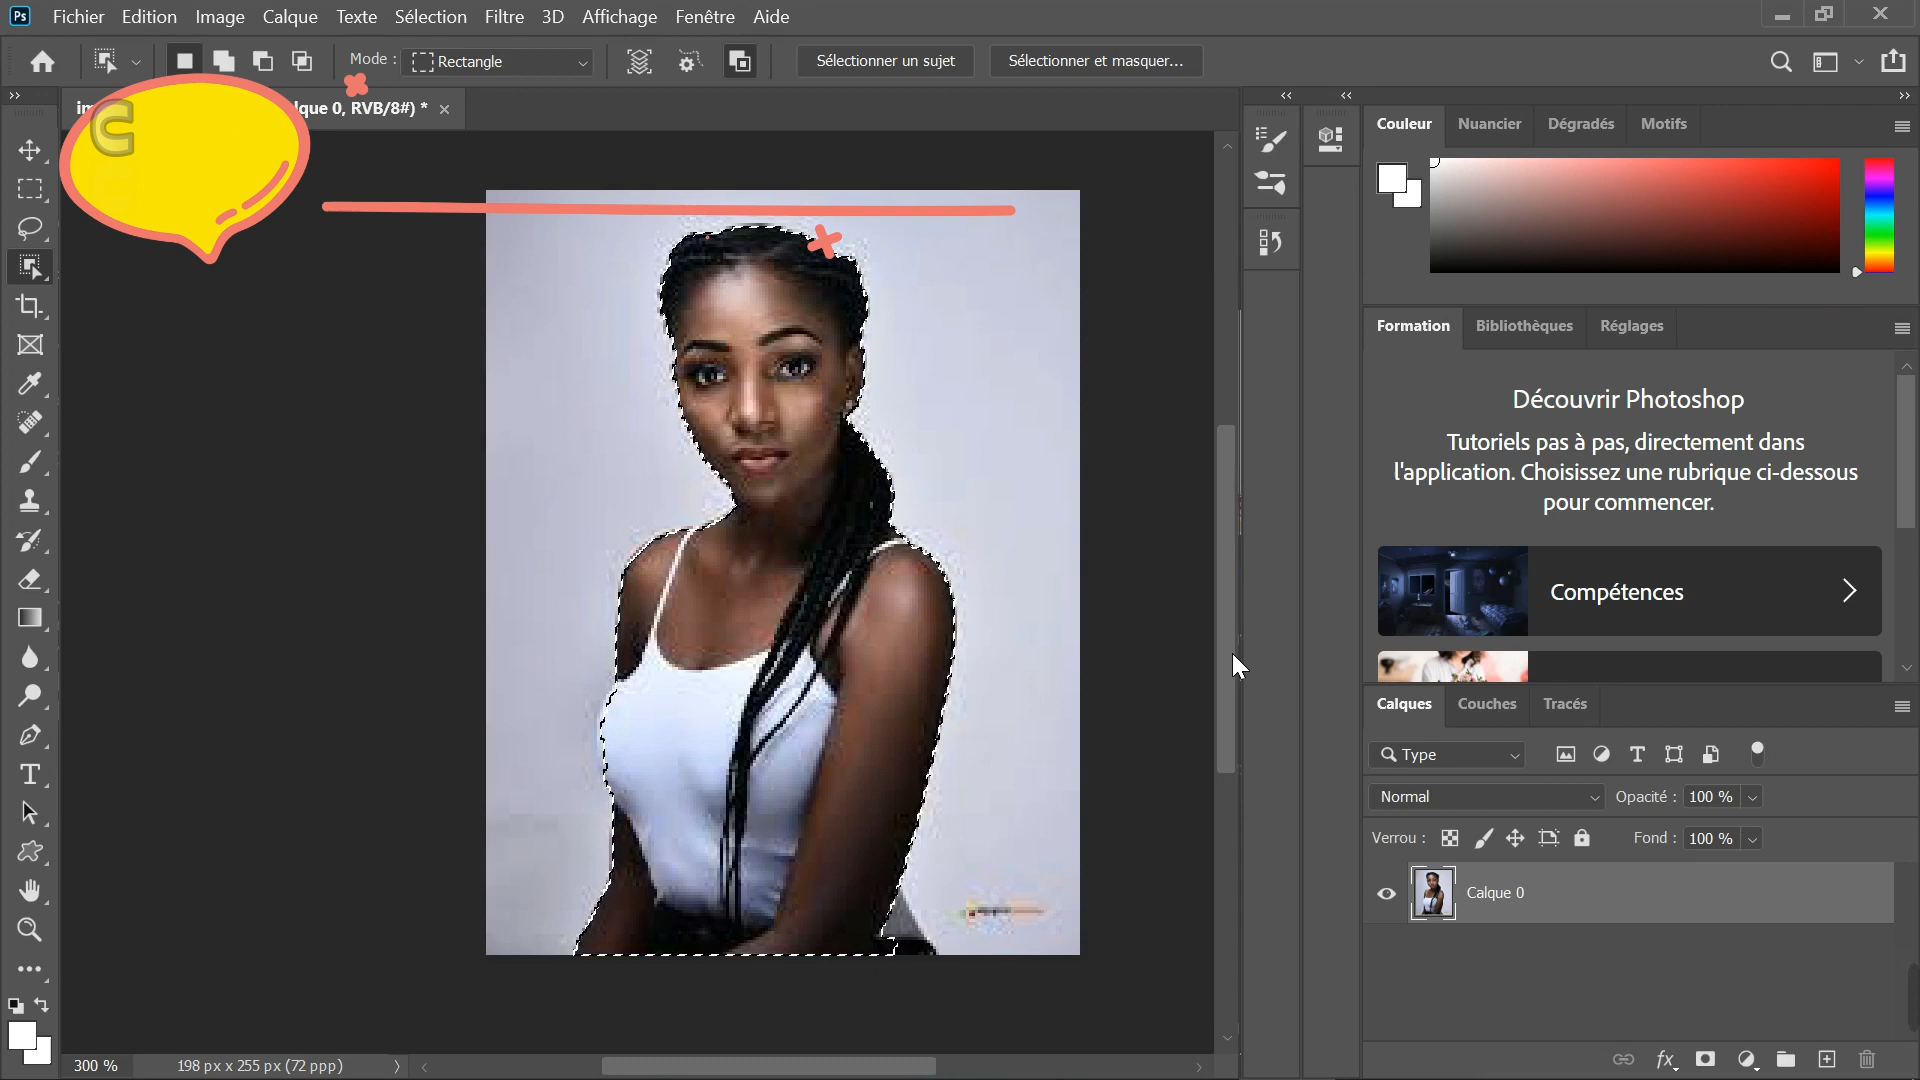 Ps Fichier Edition Image Calque Texte Sélection Filtre 3D Affichage Fenêtre Aide
Mode : Rectangle Sélectionner un sujet Sélectionner et masquer...
C
lque 0, RVB/8#) *
Couleur Nuancier Dégradés Motifs
Formation Bibliothèques Réglages
Découvrir Photoshop
Tutoriels pas à pas, directement dans
l'application. Choisissez une rubrique ci-dessous
pour commencer.
Compétences
Calques Couches Tracés
Type
Normal Opacité : 100 %
Verrou : Fond : 100 %
Calque 0
300 % 198 px x 255 px (72 ppp)
fx